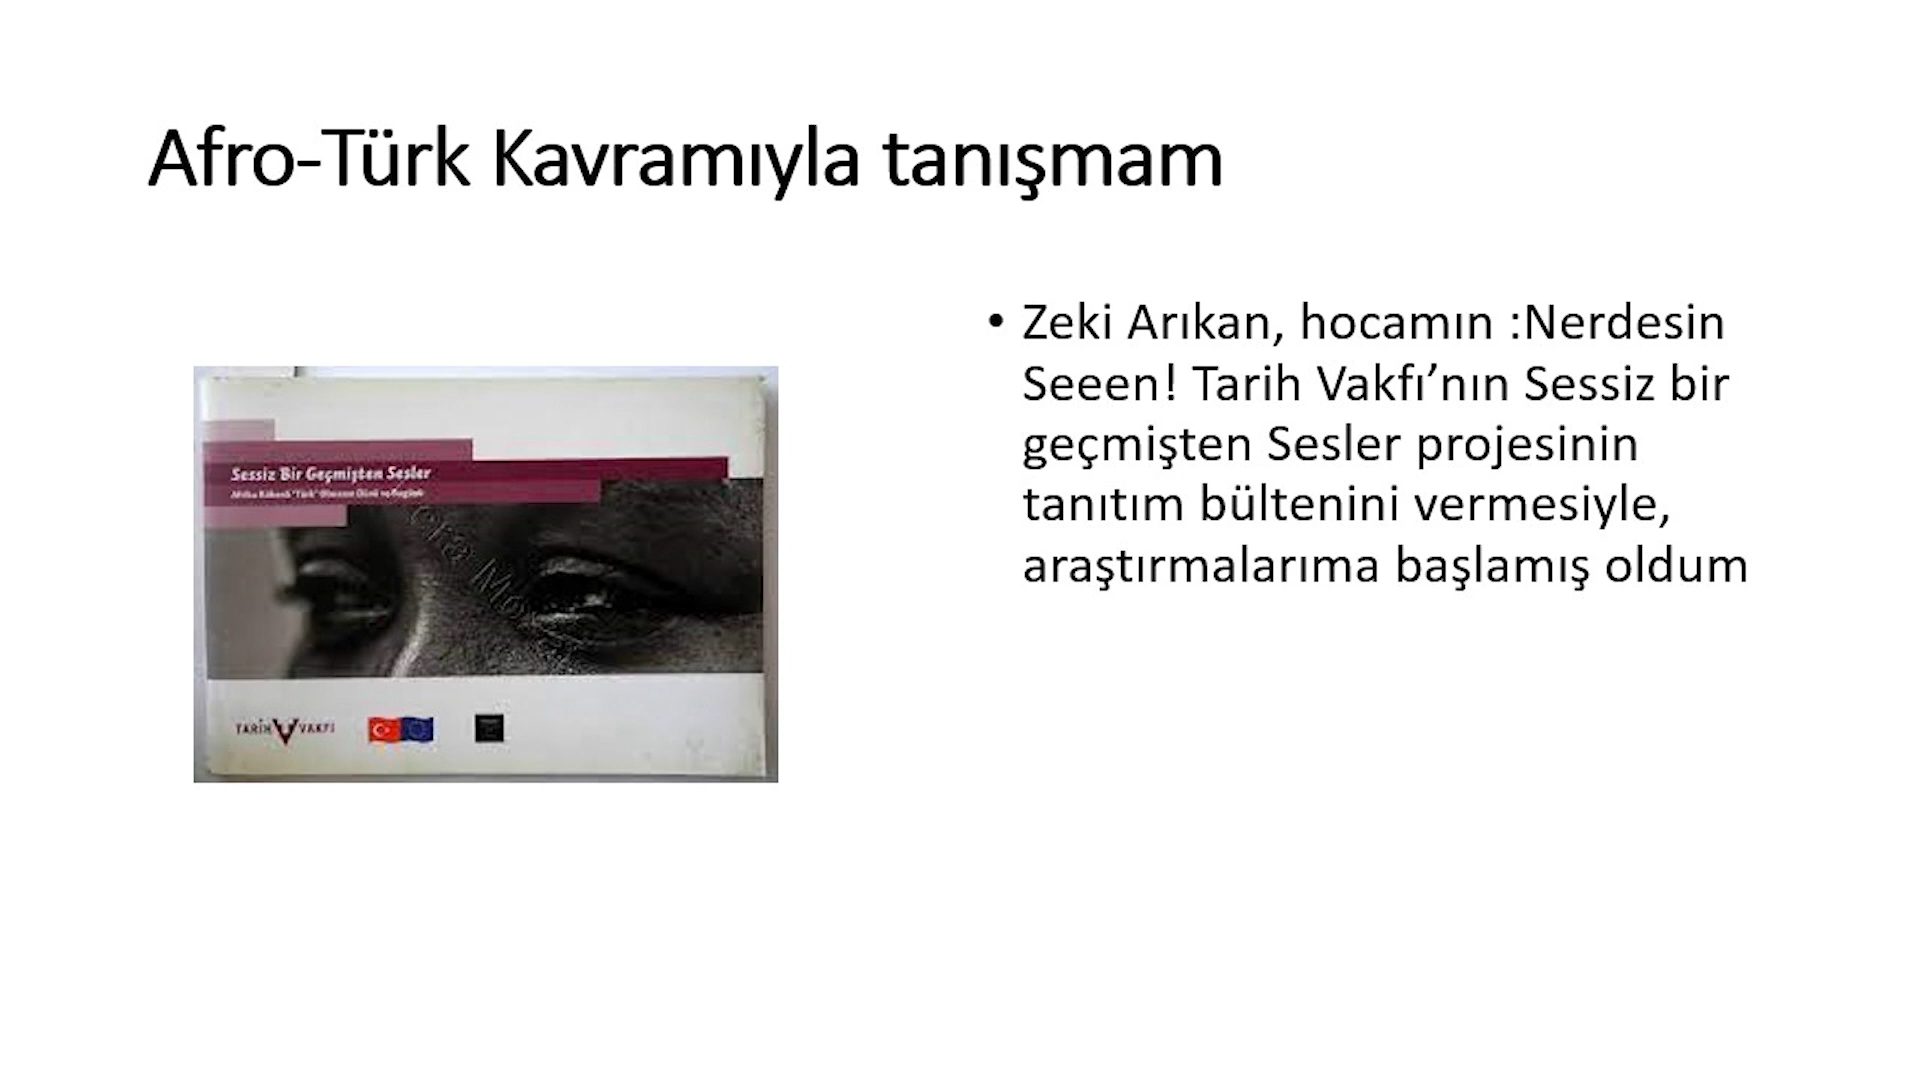 Afro-Türk Kavramıyla tanışmam
• Zeki Arıkan, hocamın :Nerdesin
Seeen! Tarih Vakfı’nın Sessiz bir
geçmişten Sesler projesinin
tanıtım bültenini vermesiyle,
araştırmalarıma başlamış oldum
Sessiz Bir Geçmişten Sesler
Afrika Kökenli "Türk" Olmanın Dünü ve Bugünü
TARİH VAKFI